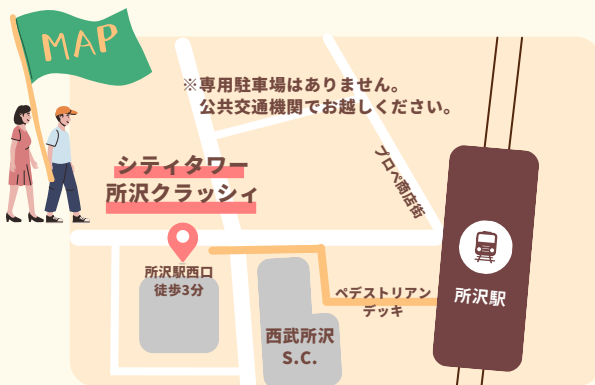 MAP
※専用駐車場はありません。
公共交通機関でお越しください。
シティタワー
所沢クラッシィ
プロペ商店街
所沢駅西口
徒歩3分
ペデストリアン
デッキ
所沢駅
西武所沢
S.C.